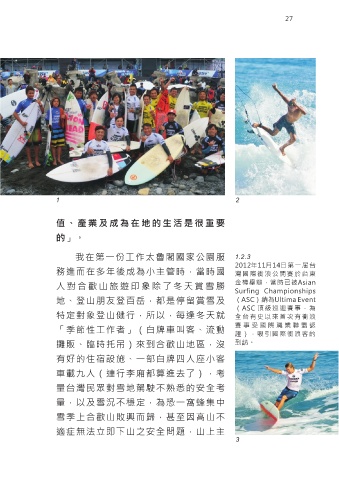 27
1
2
值、產業及成為在地的生活是很重要
的」。
我在第一份工作太魯閣國家公園服
務進而在多年後成為小主管時，當時國
人對合歡山旅遊印象除了冬天賞雪勝
地，登山朋友登百岳，都是停留賞雪及
特定對象登山健行，所以，每逢冬天就
「季節性工作者」（白牌車叫客、流動
攤販、臨時托吊）來到合歡山地區，沒
有好的住宿設施、一部白牌四人座小客
車載九人（連行李廂都算進去了），考
量台灣民眾對雪地駕駛不熟悉的安全考
量，以及雪況不穩定，為恐一窩蜂集中
雪季上合歡山敗興而歸，甚至因高山不
適症無法立即下山之安全問題，山上主
1.2.3
2012年11月14日第一屆台
灣國際衝浪公開賽於台東
金樽舉辦，當時已被Asian
Surfing Championships
（ASC）納為Ultima Event
（ASC 頂級巡迴賽事，為
全台有史以來首次有衝浪
賽事受國際職業聯盟認
證），吸引國際衝浪客的
到訪。
3